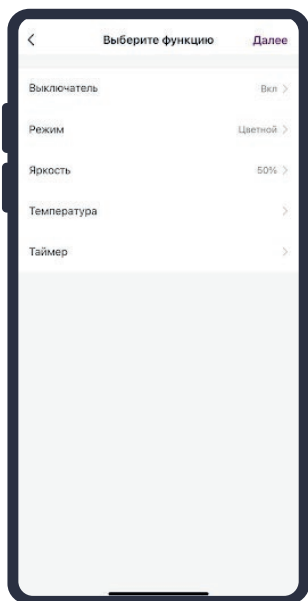 Выберите функцию Далее
Выключатель Вкл
Режим Цветной
Яркость 50%
Температура
Таймер